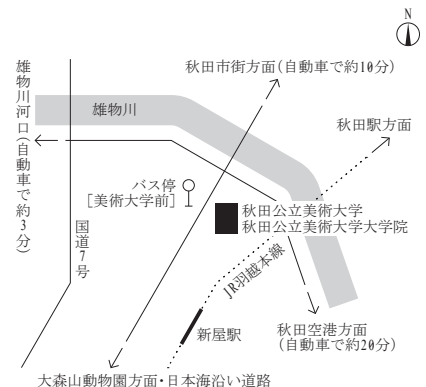 N
秋田市街方面(自動車で約10分)
雄物川河口(自動車で約3分)
雄物川
秋田駅方面
バス停
[美術大学前]
秋田公立美術大学
秋田公立美術大学大学院
国道7号
JR羽越本線
新屋駅
秋田空港方面
(自動車で約20分)
大森山動物園方面・日本海沿い道路